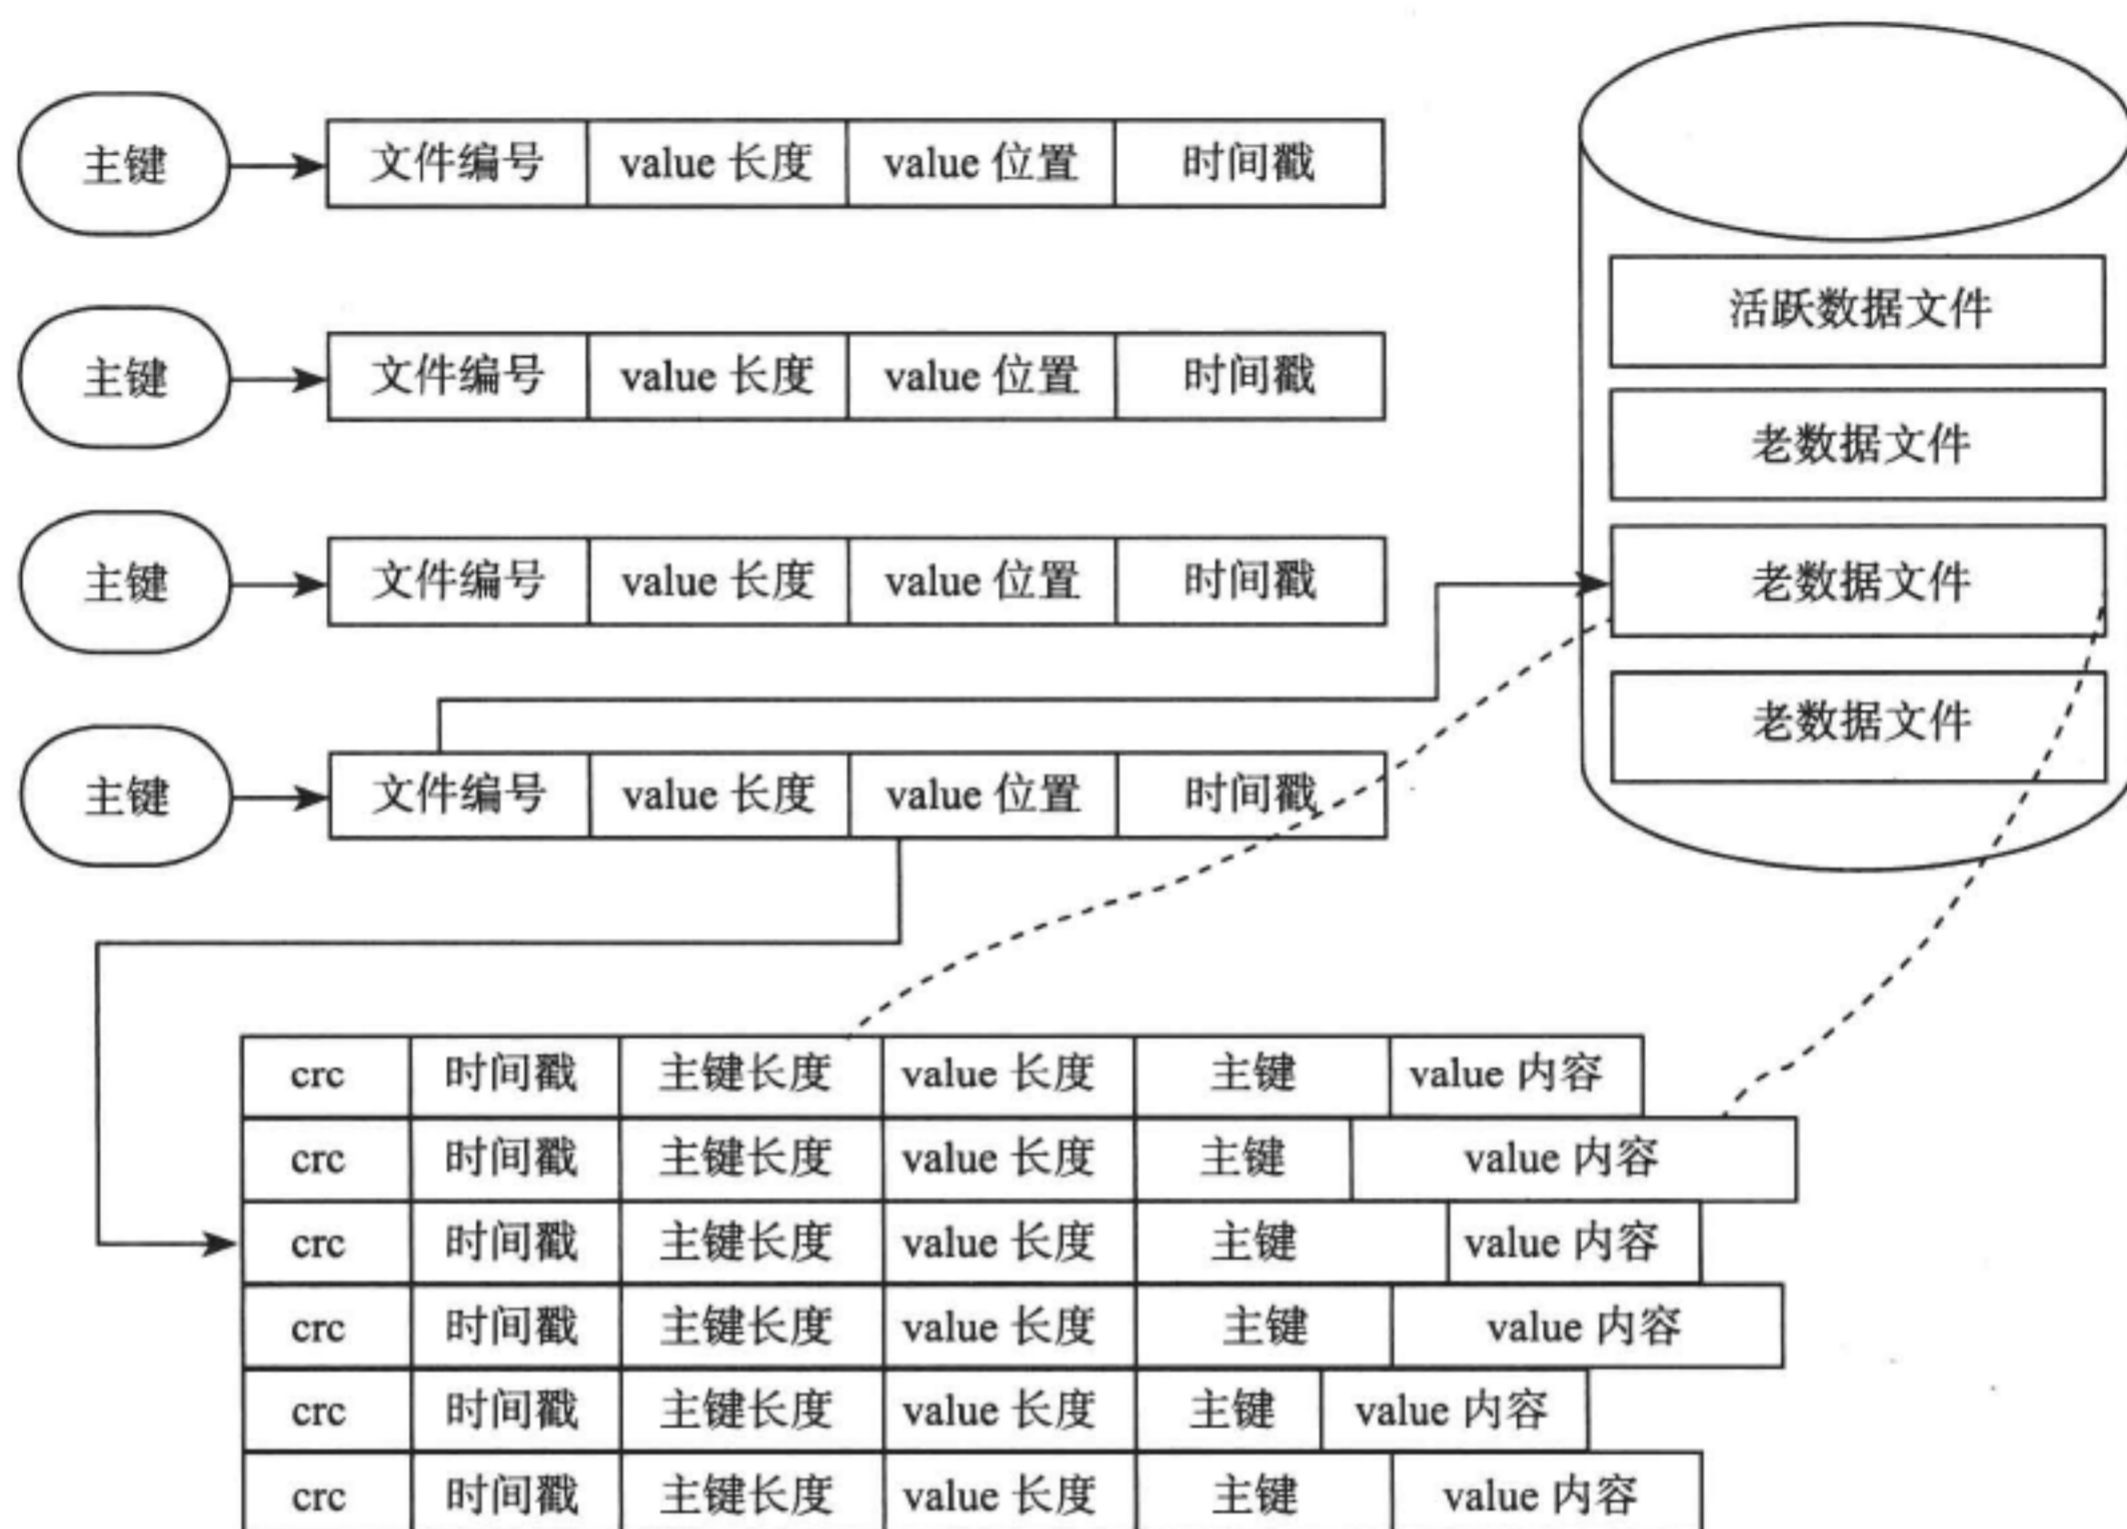 主键 文件编号 value 长度 value 位置 时间戳
活跃数据文件
主键 文件编号 value 长度 value 位置 时间戳
老数据文件
主键 文件编号 value 长度 value 位置 时间戳
老数据文件
主键 文件编号 value 长度 value 位置 时间戳
老数据文件
crc 时间戳 主键长度 value 长度 主键 value 内容
crc 时间戳 主键长度 value 长度 主键 value 内容
crc 时间戳 主键长度 value 长度 主键 value 内容
crc 时间戳 主键长度 value 长度 主键 value 内容
crc 时间戳 主键长度 value 长度 主键 value 内容
crc 时间戳 主键长度 value 长度 主键 value 内容